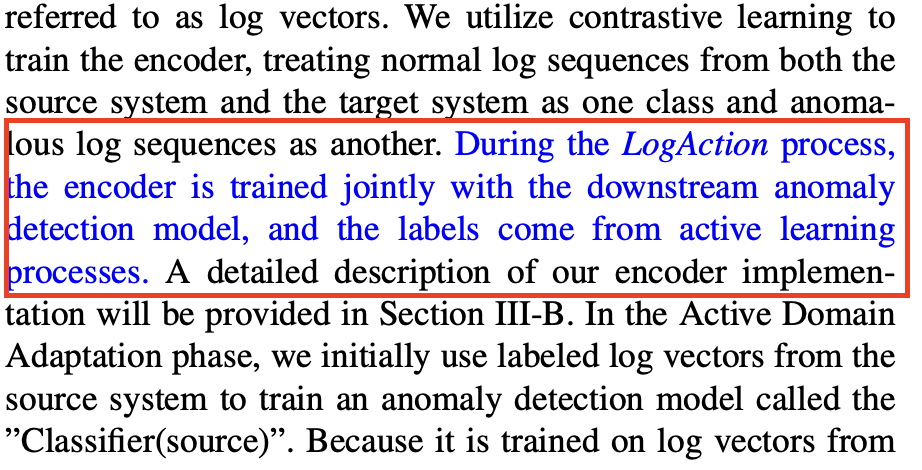 referred to as log vectors. We utilize contrastive learning to
train the encoder, treating normal log sequences from both the
source system and the target system as one class and anoma-
lous log sequences as another. During the LogAction process,
the encoder is trained jointly with the downstream anomaly
detection model, and the labels come from active learning
processes. A detailed description of our encoder implemen-
tation will be provided in Section III-B. In the Active Domain
Adaptation phase, we initially use labeled log vectors from the
source system to train an anomaly detection model called the
”Classifier(source)”. Because it is trained on log vectors from